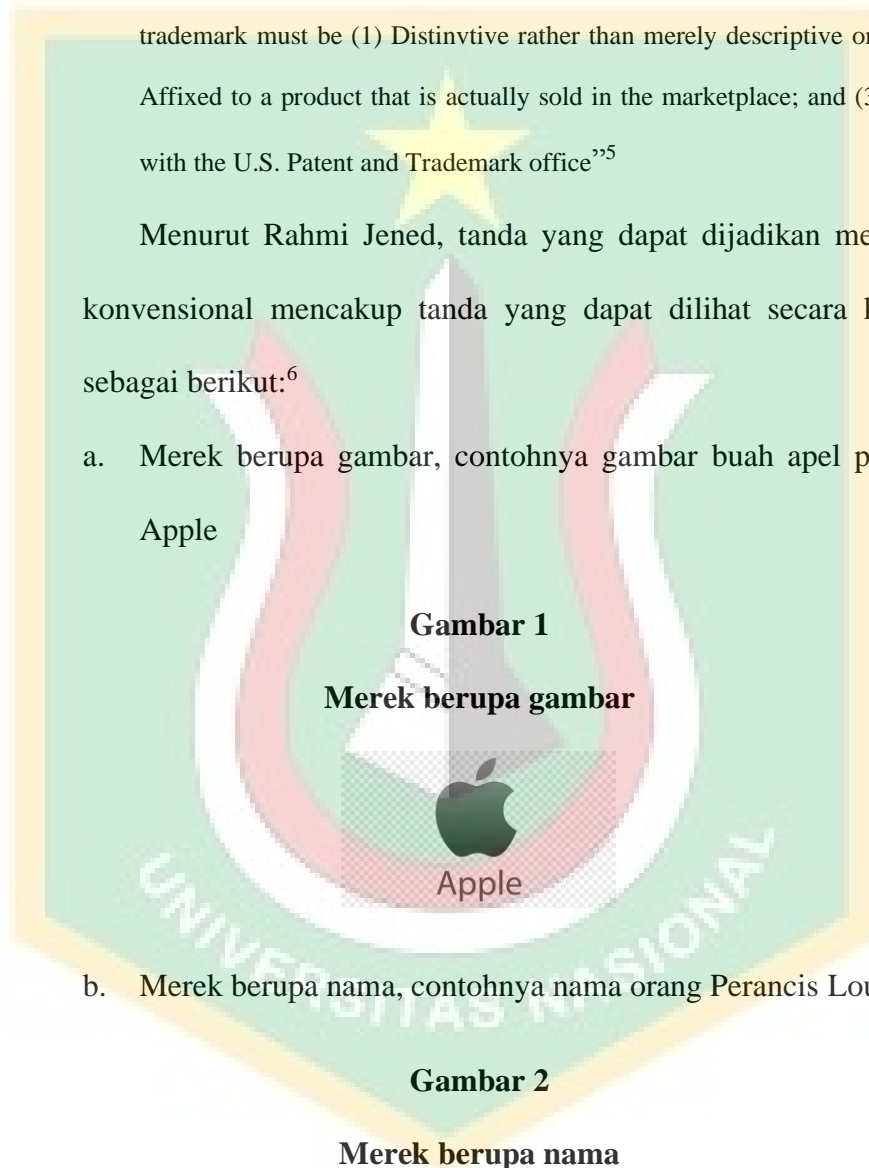 trademark must be (1) Distinvtive rather than merely descriptive or
Affixed to a product that is actually sold in the marketplace; and (3
with the U.S. Patent and Trademark office”5
Menurut Rahmi Jened, tanda yang dapat dijadikan me
konvensional mencakup tanda yang dapat dilihat secara
sebagai berikut:6
a. Merek berupa gambar, contohnya gambar buah apel p
Apple
Gambar 1
Merek berupa gambar
Apple
UNIVERSITAS NASIONAL
b. Merek berupa nama, contohnya nama orang Perancis Lou
Gambar 2
Merek berupa nama